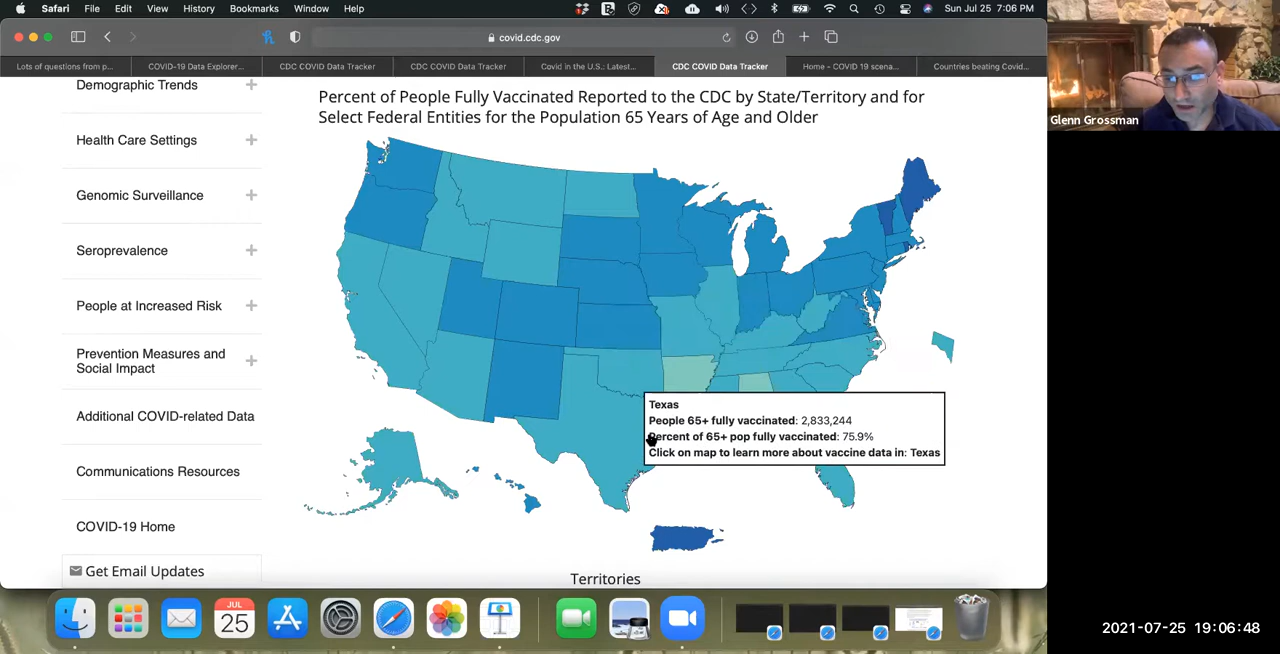 Safari File Edit View History Bookmarks Window Help
Sun Jul 25 7:06 PM
covid.cdc.gov
Lots of questions from p...
COVID-19 Data Explorer...
CDC COVID Data Tracker
CDC COVID Data Tracker
Covid in the U.S.: Latest...
CDC COVID Data Tracker
Home - COVID 19 scena...
Countries beating Covid...
Demographic Trends
Health Care Settings
Genomic Surveillance
Seroprevalence
People at Increased Risk
Prevention Measures and
Social Impact
Additional COVID-related Data
Communications Resources
COVID-19 Home
Get Email Updates
Percent of People Fully Vaccinated Reported to the CDC by State/Territory and for
Select Federal Entities for the Population 65 Years of Age and Older
Texas
People 65+ fully vaccinated: 2,833,244
Percent of 65+ pop fully vaccinated: 75.9%
Click on map to learn more about vaccine data in: Texas
Territories
Glenn Grossman
JUL
25
2021-07-25 19:06:48